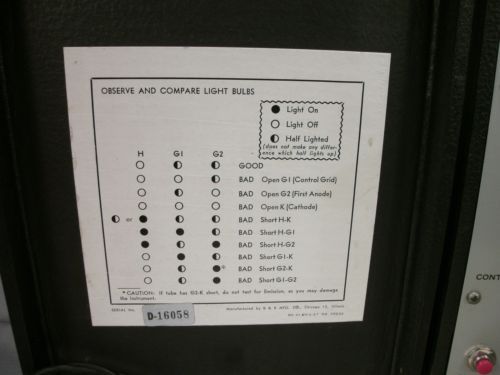 OBSERVE AND COMPARE LIGHT BULBS
Light On
Light Off
Half Lighted
(does not make any differ-
ence which half lights up)
H G1 G2
GOOD
BAD Open G1 (Control Grid)
BAD Open G2 (First Anode)
BAD Open K (Cathode)
or BAD Short H-K
BAD Short H-G1
BAD Short H-G2
BAD Short G1-K
* BAD Short G2-K
BAD Short G1-G2
*CAUTION: If tube has G2-K short, do not test for Emission, as you may damage
the instrument.
SERIAL No. D-16058 Manufactured by B & K MFG. CO., Chicago 13, Illinois
CONT